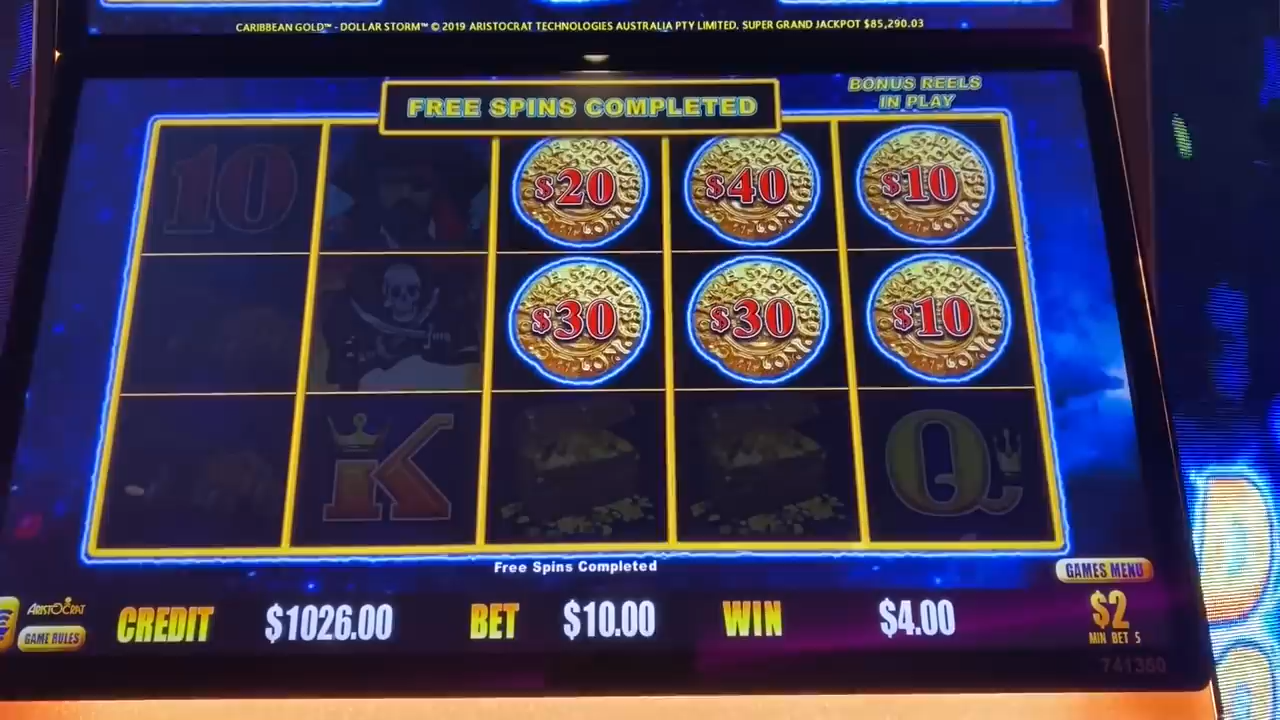 CARIBBEAN GOLD™ - DOLLAR STORM™ © 2019 ARISTOCRAT TECHNOLOGIES AUSTRALIA PTY LIMITED. SUPER GRAND JACKPOT $85,290.03
FREE SPINS COMPLETED
BONUS REELS
IN PLAY
10
$20
$40
$10
$30
$30
$10
K
Q
Free Spins Completed
GAMES MENU
ARISTOCRAT
GAME RULES
CREDIT
$1026.00
BET
$10.00
WIN
$4.00
$2
MIN BET 5
741350